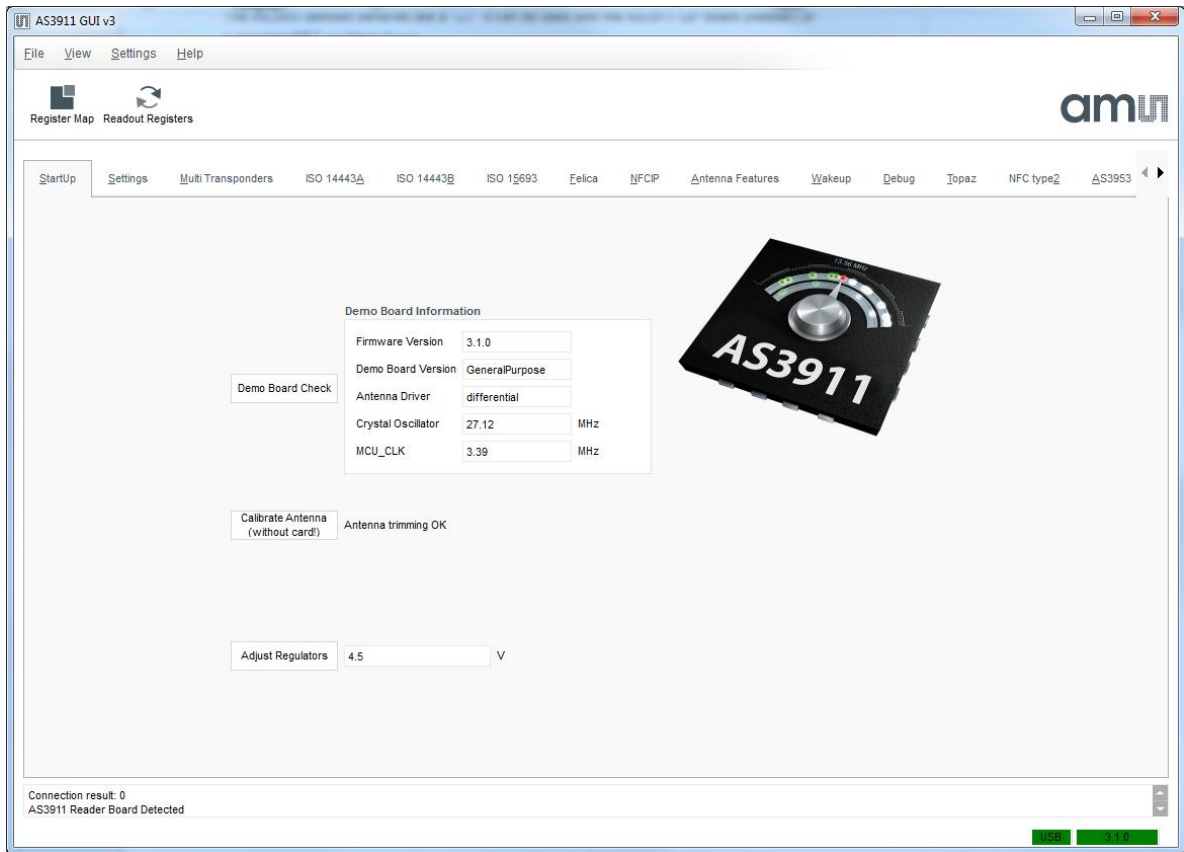 AS3911 GUI v3
File View Settings Help
Register Map Readout Registers
amu
StartUp Settings Multi Transponders ISO 14443A ISO 14443B ISO 15693 Felica NFCIP Antenna Features Wakeup Debug Topaz NFC type2 AS3953
13.56 MHz
AS3911
Demo Board Information
Firmware Version 3.1.0
Demo Board Version GeneralPurpose
Demo Board Check
Antenna Driver differential
Crystal Oscillator 27.12 MHz
MCU_CLK 3.39 MHz
Calibrate Antenna
(without card!)
Antenna trimming OK
Adjust Regulators 4.5 V
Connection result: 0
AS3911 Reader Board Detected
USB 3.1.0